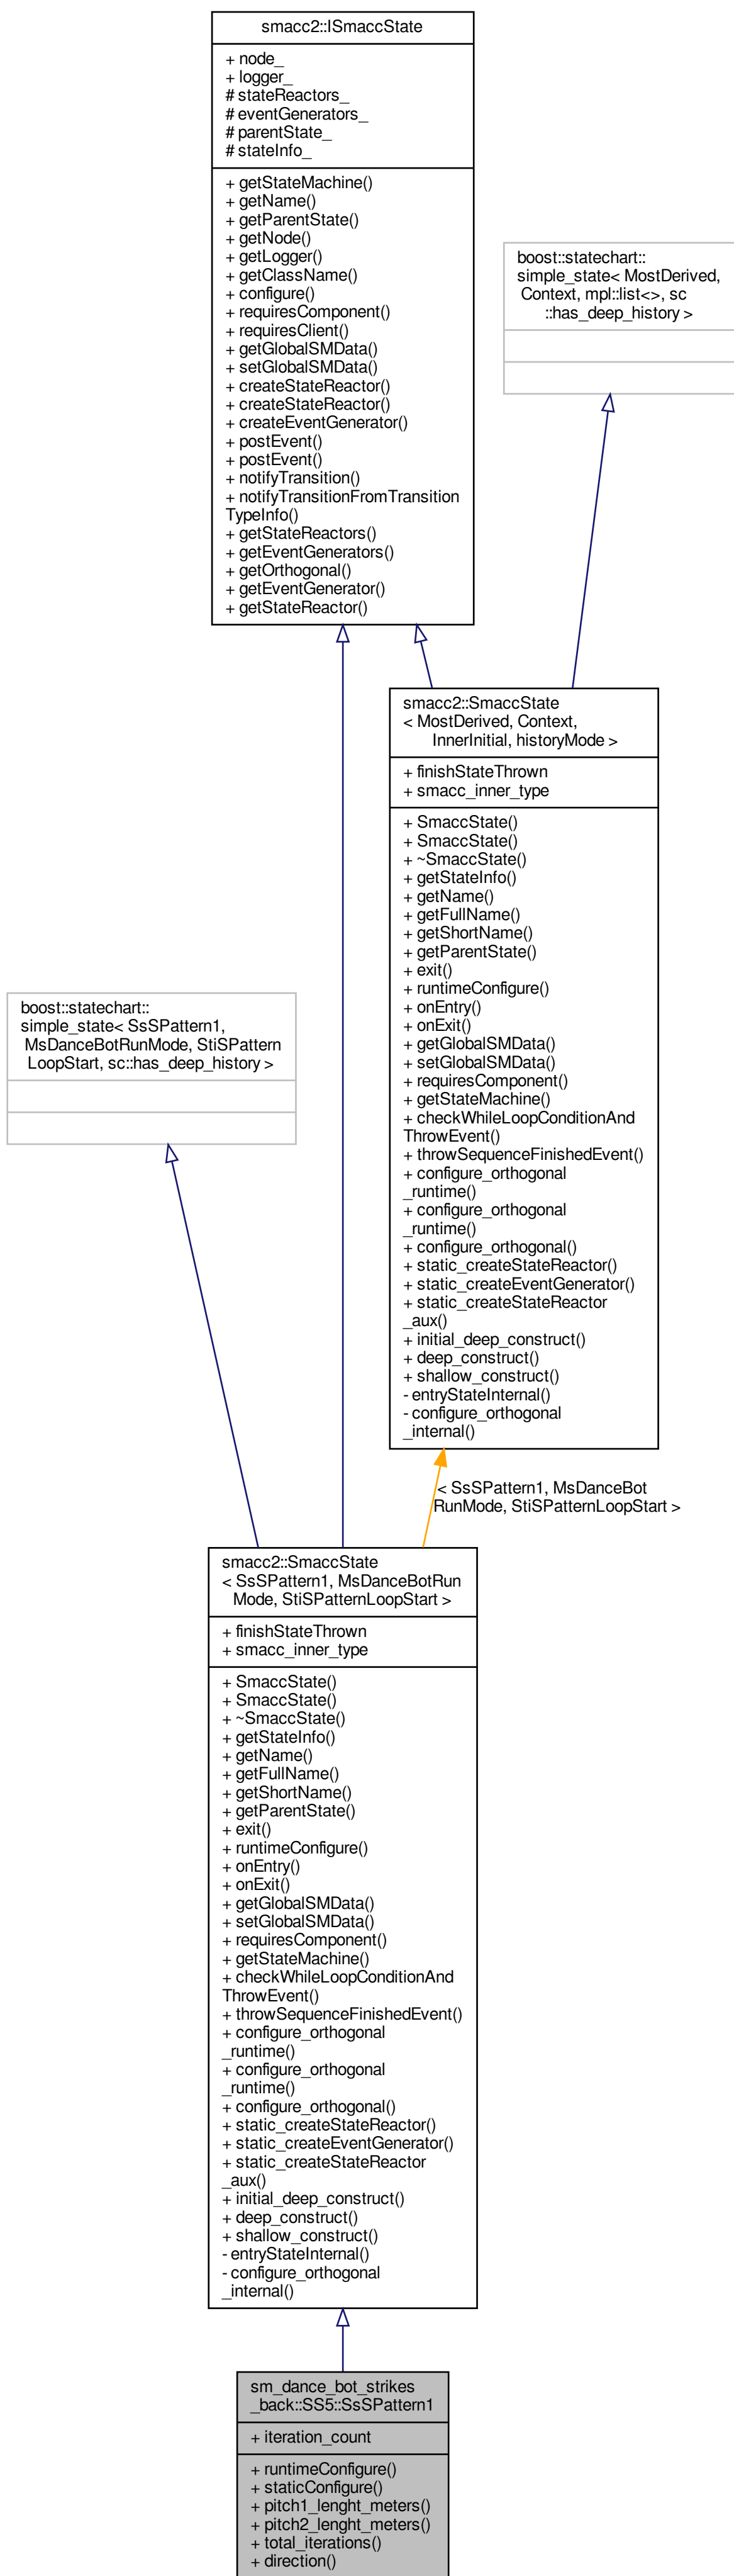 smacc2::ISmaccState
+ node_
+ logger_
# stateReactors_
# eventGenerators_
# parentState_
# stateInfo_
+ getStateMachine()
+ getName()
+ getParentState()
+ getNode()
+ getLogger()
+ getClassName()
+ configure()
+ requiresComponent()
+ requiresClient()
+ getGlobalSMData()
+ setGlobalSMData()
+ createStateReactor()
+ createStateReactor()
+ createEventGenerator()
+ postEvent()
+ postEvent()
+ notifyTransition()
+ notifyTransitionFromTransition
TypeInfo()
+ getStateReactors()
+ getEventGenerators()
+ getOrthogonal()
+ getEventGenerator()
+ getStateReactor()
boost::statechart::
simple_state< MostDerived,
Context, mpl::list<>, sc
::has_deep_history >
smacc2::SmaccState
< MostDerived, Context,
InnerInitial, historyMode >
+ finishStateThrown
+ smacc_inner_type
+ SmaccState()
+ SmaccState()
+ ~SmaccState()
+ getStateInfo()
+ getName()
+ getFullName()
+ getShortName()
+ getParentState()
+ exit()
+ runtimeConfigure()
+ onEntry()
+ onExit()
+ getGlobalSMData()
+ setGlobalSMData()
+ requiresComponent()
+ getStateMachine()
+ checkWhileLoopConditionAnd
ThrowEvent()
+ throwSequenceFinishedEvent()
+ configure_orthogonal
_runtime()
+ configure_orthogonal
_runtime()
+ configure_orthogonal()
+ static_createStateReactor()
+ static_createEventGenerator()
+ static_createStateReactor
_aux()
+ initial_deep_construct()
+ deep_construct()
+ shallow_construct()
- entryStateInternal()
- configure_orthogonal
_internal()
boost::statechart::
simple_state< SsSPattern1,
MsDanceBotRunMode, StiSPattern
LoopStart, sc::has_deep_history >
< SsSPattern1, MsDanceBot
RunMode, StiSPatternLoopStart >
smacc2::SmaccState
< SsSPattern1, MsDanceBotRun
Mode, StiSPatternLoopStart >
+ finishStateThrown
+ smacc_inner_type
+ SmaccState()
+ SmaccState()
+ ~SmaccState()
+ getStateInfo()
+ getName()
+ getFullName()
+ getShortName()
+ getParentState()
+ exit()
+ runtimeConfigure()
+ onEntry()
+ onExit()
+ getGlobalSMData()
+ setGlobalSMData()
+ requiresComponent()
+ getStateMachine()
+ checkWhileLoopConditionAnd
ThrowEvent()
+ throwSequenceFinishedEvent()
+ configure_orthogonal
_runtime()
+ configure_orthogonal
_runtime()
+ configure_orthogonal()
+ static_createStateReactor()
+ static_createEventGenerator()
+ static_createStateReactor
_aux()
+ initial_deep_construct()
+ deep_construct()
+ shallow_construct()
- entryStateInternal()
- configure_orthogonal
_internal()
sm_dance_bot_strikes
_back::SS5::SsSPattern1
+ iteration_count
+ runtimeConfigure()
+ staticConfigure()
+ pitch1_lenght_meters()
+ pitch2_lenght_meters()
+ total_iterations()
+ direction()